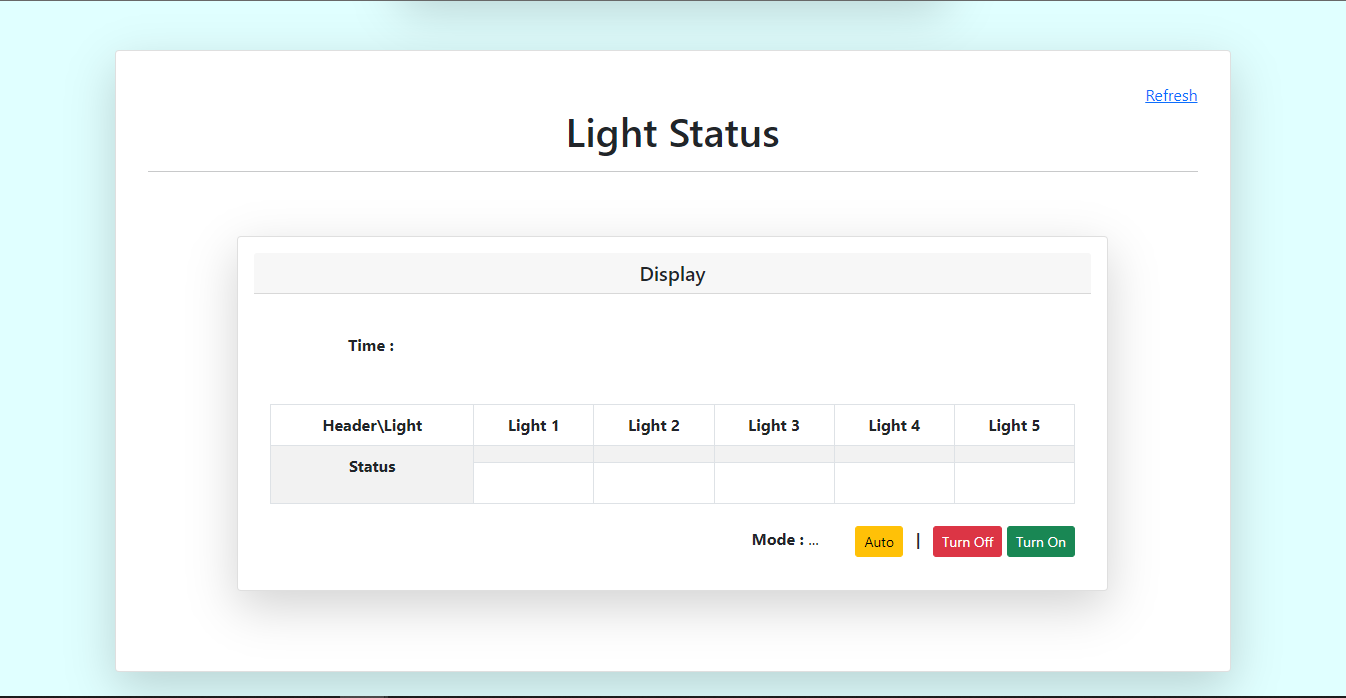 Refresh
Light Status
Display
Time :
Header\Light Light 1 Light 2 Light 3 Light 4 Light 5
Status
Mode : ... Auto | Turn Off Turn On